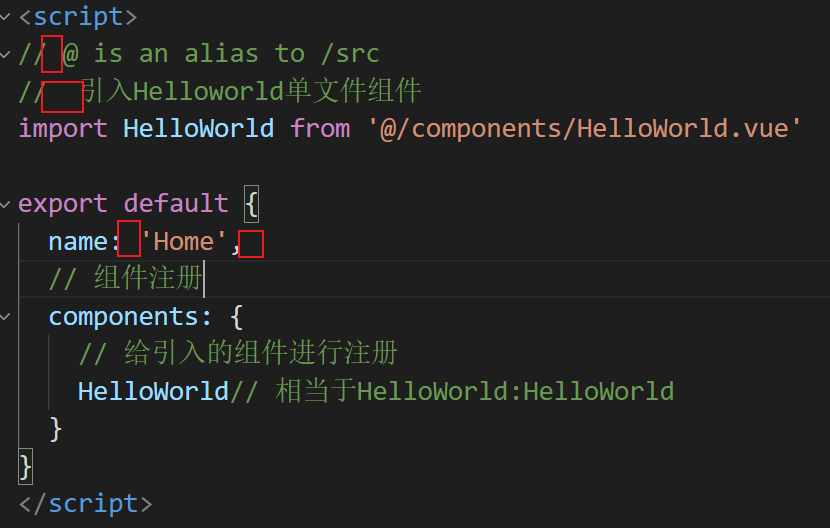 <script>
// @ is an alias to /src
//  引入Helloworld单文件组件
import HelloWorld from '@/components/HelloWorld.vue'
export default {
name: 'Home',
// 组件注册
components: {
// 给引入的组件进行注册
HelloWorld// 相当于HelloWorld:HelloWorld
}
}
</script>